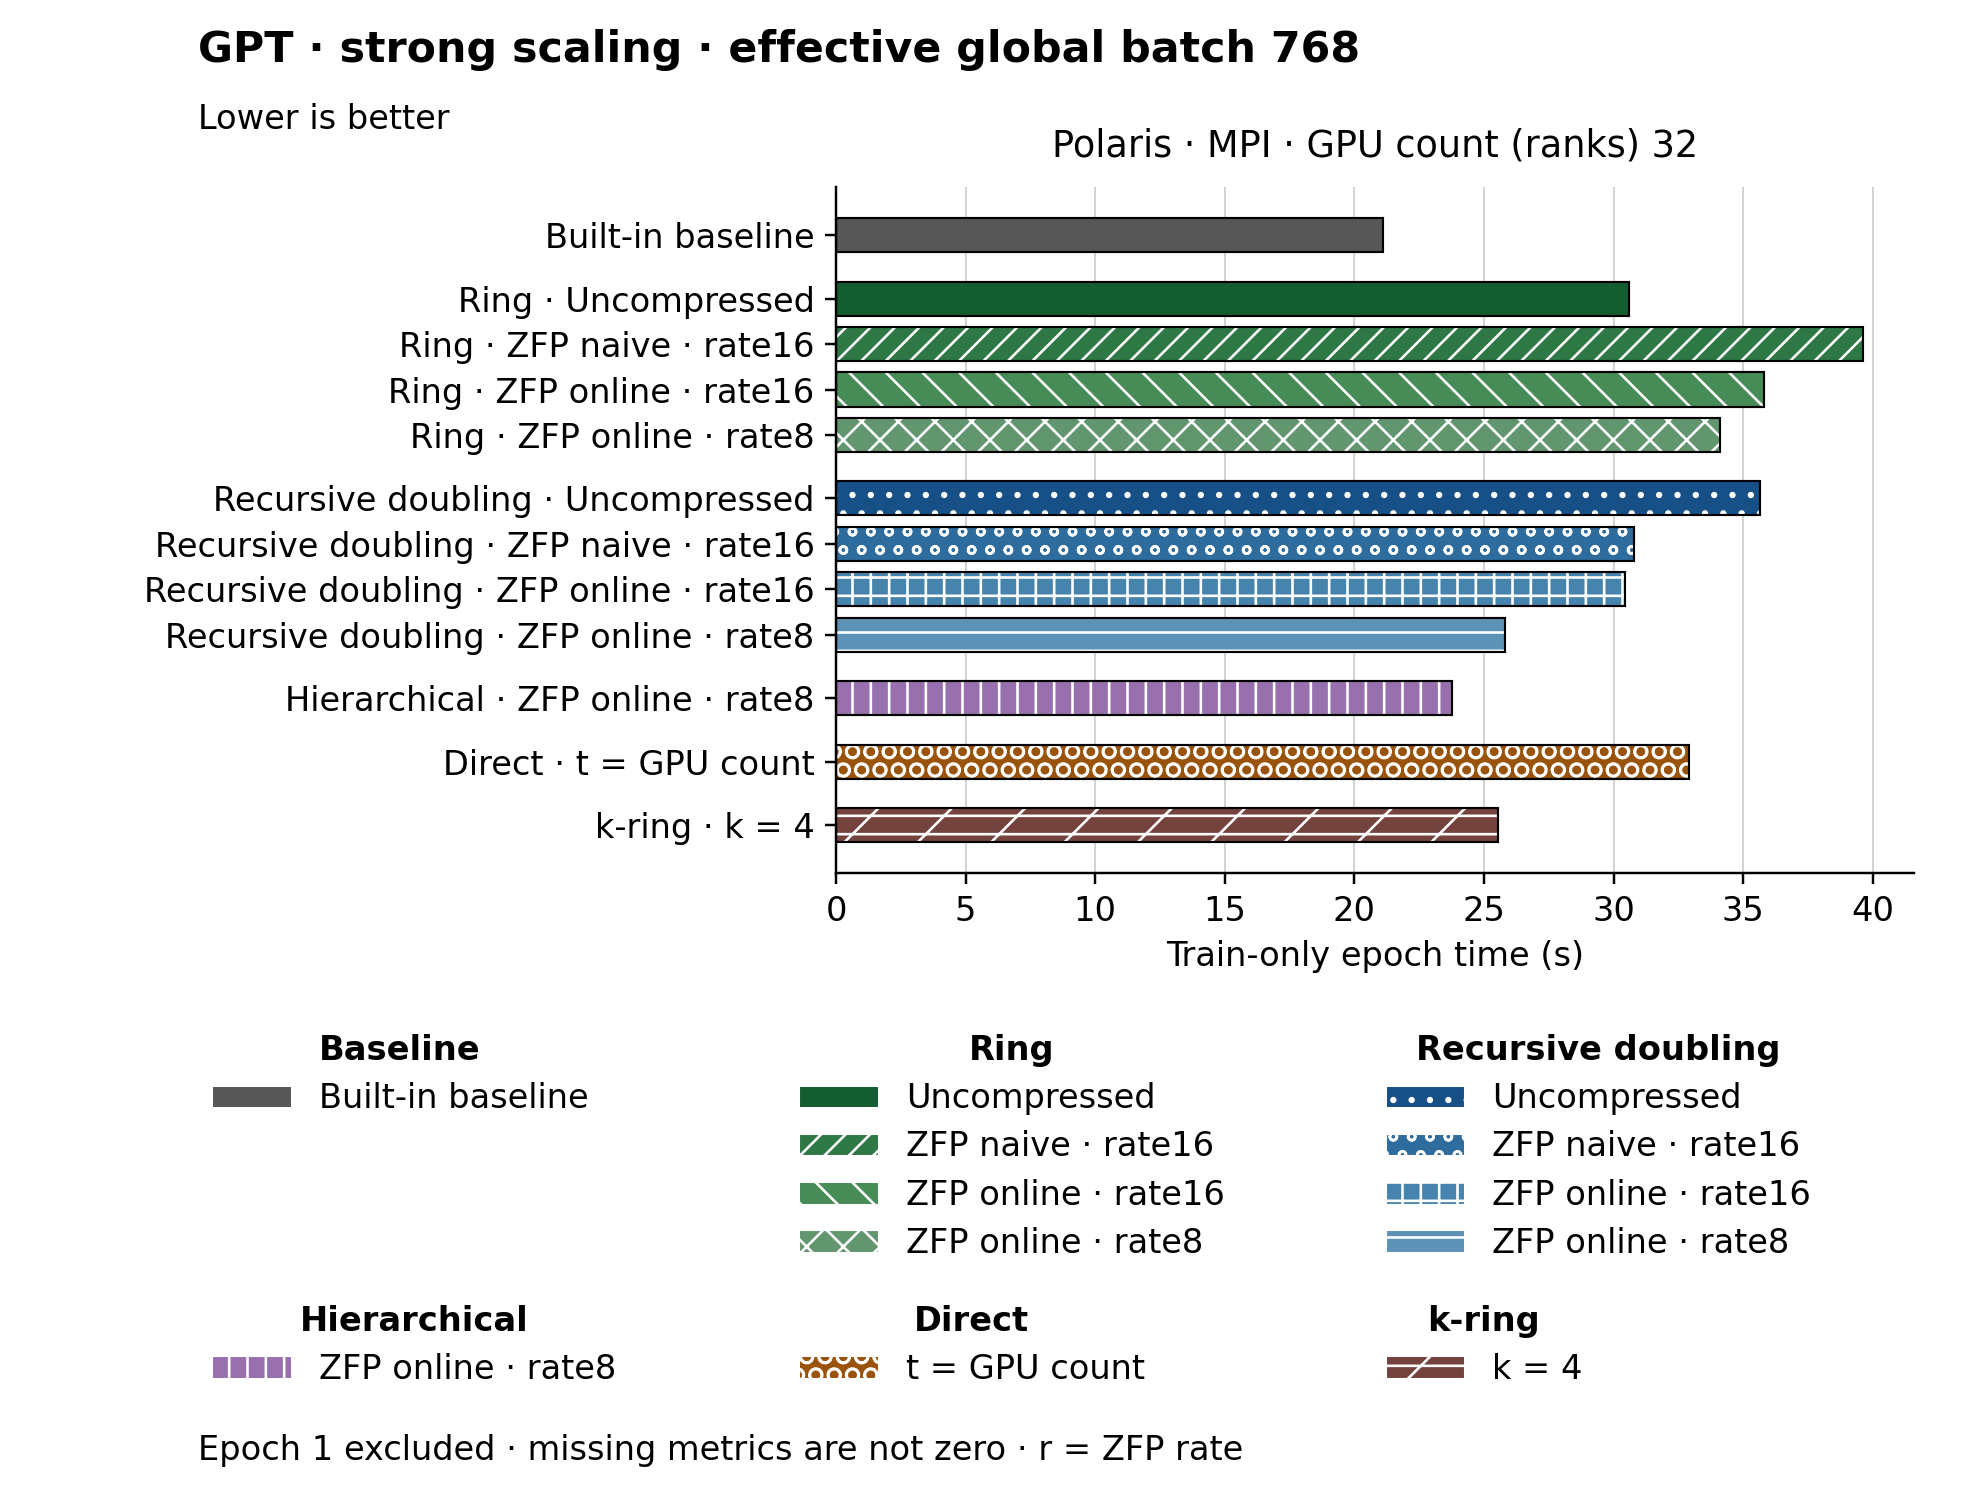 GPT · strong scaling · effective global batch 768
Lower is better
Polaris · MPI · GPU count (ranks) 32
Built-in baseline
Ring · Uncompressed
Ring · ZFP naive · rate16
Ring · ZFP online · rate16
Ring · ZFP online · rate8
Recursive doubling · Uncompressed
Recursive doubling · ZFP naive · rate16
Recursive doubling · ZFP online · rate16
Recursive doubling · ZFP online · rate8
Hierarchical · ZFP online · rate8
Direct · t = GPU count
k-ring · k = 4
0 5 10 15 20 25 30 35 40
Train-only epoch time (s)
Baseline
Built-in baseline
Ring
Uncompressed
ZFP naive · rate16
ZFP online · rate16
ZFP online · rate8
Recursive doubling
Uncompressed
ZFP naive · rate16
ZFP online · rate16
ZFP online · rate8
Hierarchical
ZFP online · rate8
Direct
t = GPU count
k-ring
k = 4
Epoch 1 excluded · missing metrics are not zero · r = ZFP rate